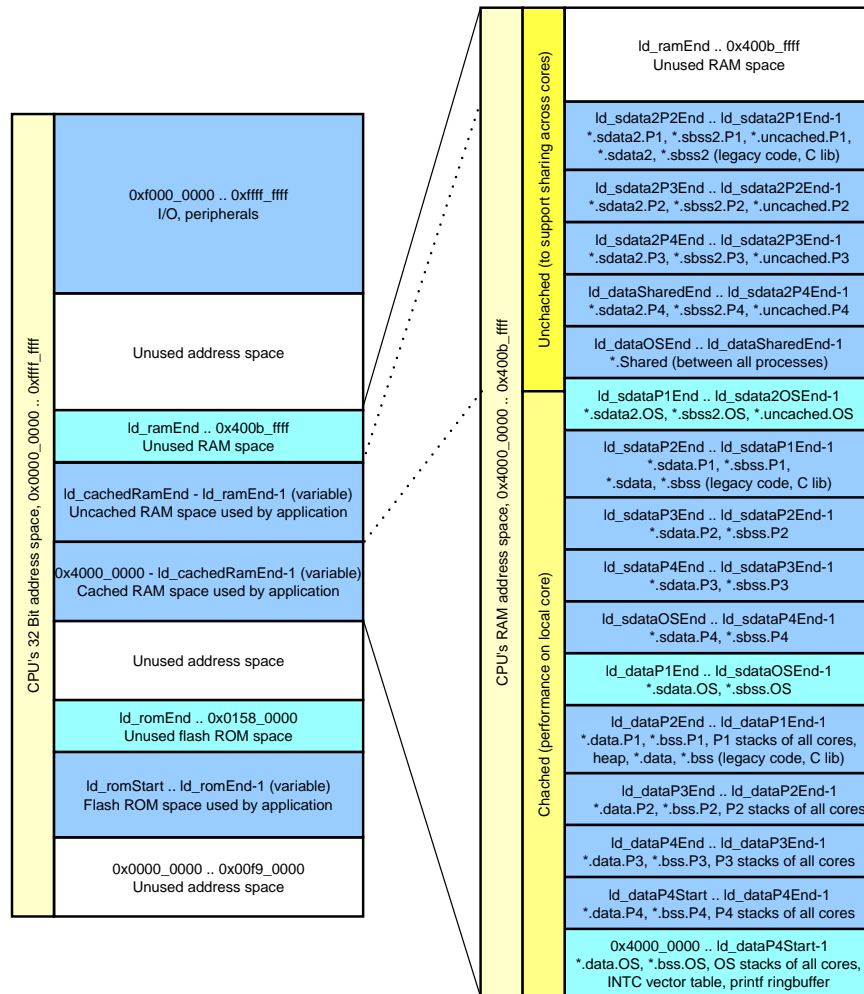 CPU's 32 Bit address space, 0x0000_0000 .. 0xffff_ffff
0xf000_0000 .. 0xffff_ffff
I/O, peripherals
Unused address space
ld_ramEnd .. 0x400b_ffff
Unused RAM space
ld_cachedRamEnd - ld_ramEnd-1 (variable)
Uncached RAM space used by application
0x4000_0000 - ld_cachedRamEnd-1 (variable)
Cached RAM space used by application
Unused address space
ld_romEnd .. 0x0158_0000
Unused flash ROM space
ld_romStart .. ld_romEnd-1 (variable)
Flash ROM space used by application
0x0000_0000 .. 0x00f9_0000
Unused address space
CPU's RAM address space, 0x4000_0000 .. 0x400b_ffff
Unchached (to support sharing across cores)
Chached (performance on local core)
ld_ramEnd .. 0x400b_ffff
Unused RAM space
ld_sdata2P2End .. ld_sdata2P1End-1
*.sdata2.P1, *.sbss2.P1, *.uncached.P1,
*.sdata2, *.sbss2 (legacy code, C lib)
ld_sdata2P3End .. ld_sdata2P2End-1
*.sdata2.P2, *.sbss2.P2, *.uncached.P2
ld_sdata2P4End .. ld_sdata2P3End-1
*.sdata2.P3, *.sbss2.P3, *.uncached.P3
ld_dataSharedEnd .. ld_sdata2P4End-1
*.sdata2.P4, *.sbss2.P4, *.uncached.P4
ld_dataOSEnd .. ld_dataSharedEnd-1
*.Shared (between all processes)
ld_sdataP1End .. ld_sdata2OSEnd-1
*.sdata2.OS, *.sbss2.OS, *.uncached.OS
ld_sdataP2End .. ld_sdataP1End-1
*.sdata.P1, *.sbss.P1,
*.sdata, *.sbss (legacy code, C lib)
ld_sdataP3End .. ld_sdataP2End-1
*.sdata.P2, *.sbss.P2
ld_sdataP4End .. ld_sdataP3End-1
*.sdata.P3, *.sbss.P3
ld_sdataOSEnd .. ld_sdataP4End-1
*.sdata.P4, *.sbss.P4
ld_dataP1End .. ld_sdataOSEnd-1
*.sdata.OS, *.sbss.OS
ld_dataP2End .. ld_dataP1End-1
*.data.P1, *.bss.P1, P1 stacks of all cores,
heap, *.data, *.bss (legacy code, C lib)
ld_dataP3End .. ld_dataP2End-1
*.data.P2, *.bss.P2, P2 stacks of all cores
ld_dataP4End .. ld_dataP3End-1
*.data.P3, *.bss.P3, P3 stacks of all cores
ld_dataP4Start .. ld_dataP4End-1
*.data.P4, *.bss.P4, P4 stacks of all cores
0x4000_0000 .. ld_dataP4Start-1
*.data.OS, *.bss.OS, OS stacks of all cores,
INTC vector table, printf ringbuffer